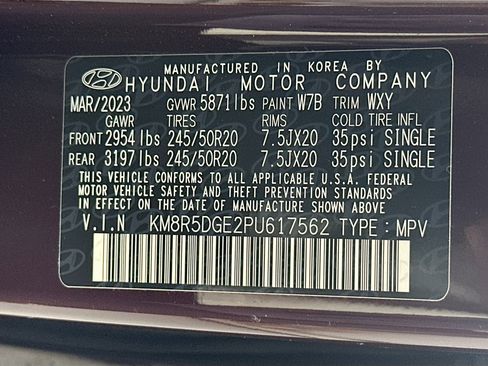 MANUFACTURED IN KOREA BY
HYUNDAI MOTOR COMPANY
MAR/2023 GVWR 5871lbs PAINT W7B TRIM WXY
GAWR TIRES RIMS COLD TIRE INFL
FRONT 2954lbs 245/50R20 7.5JX20 35psi SINGLE
REAR 3197lbs 245/50R20 7.5JX20 35psi SINGLE
THIS VEHICLE CONFORMS TO ALL APPLICABLE U.S.A. FEDERAL
MOTOR VEHICLE SAFETY AND THEFT PREVENTION STANDARDS
IN EFFECT ON THE DATE OF MANUFACTURE SHOWN ABOVE.
V.I.N KM8R5DGE2PU617562 TYPE : MPV